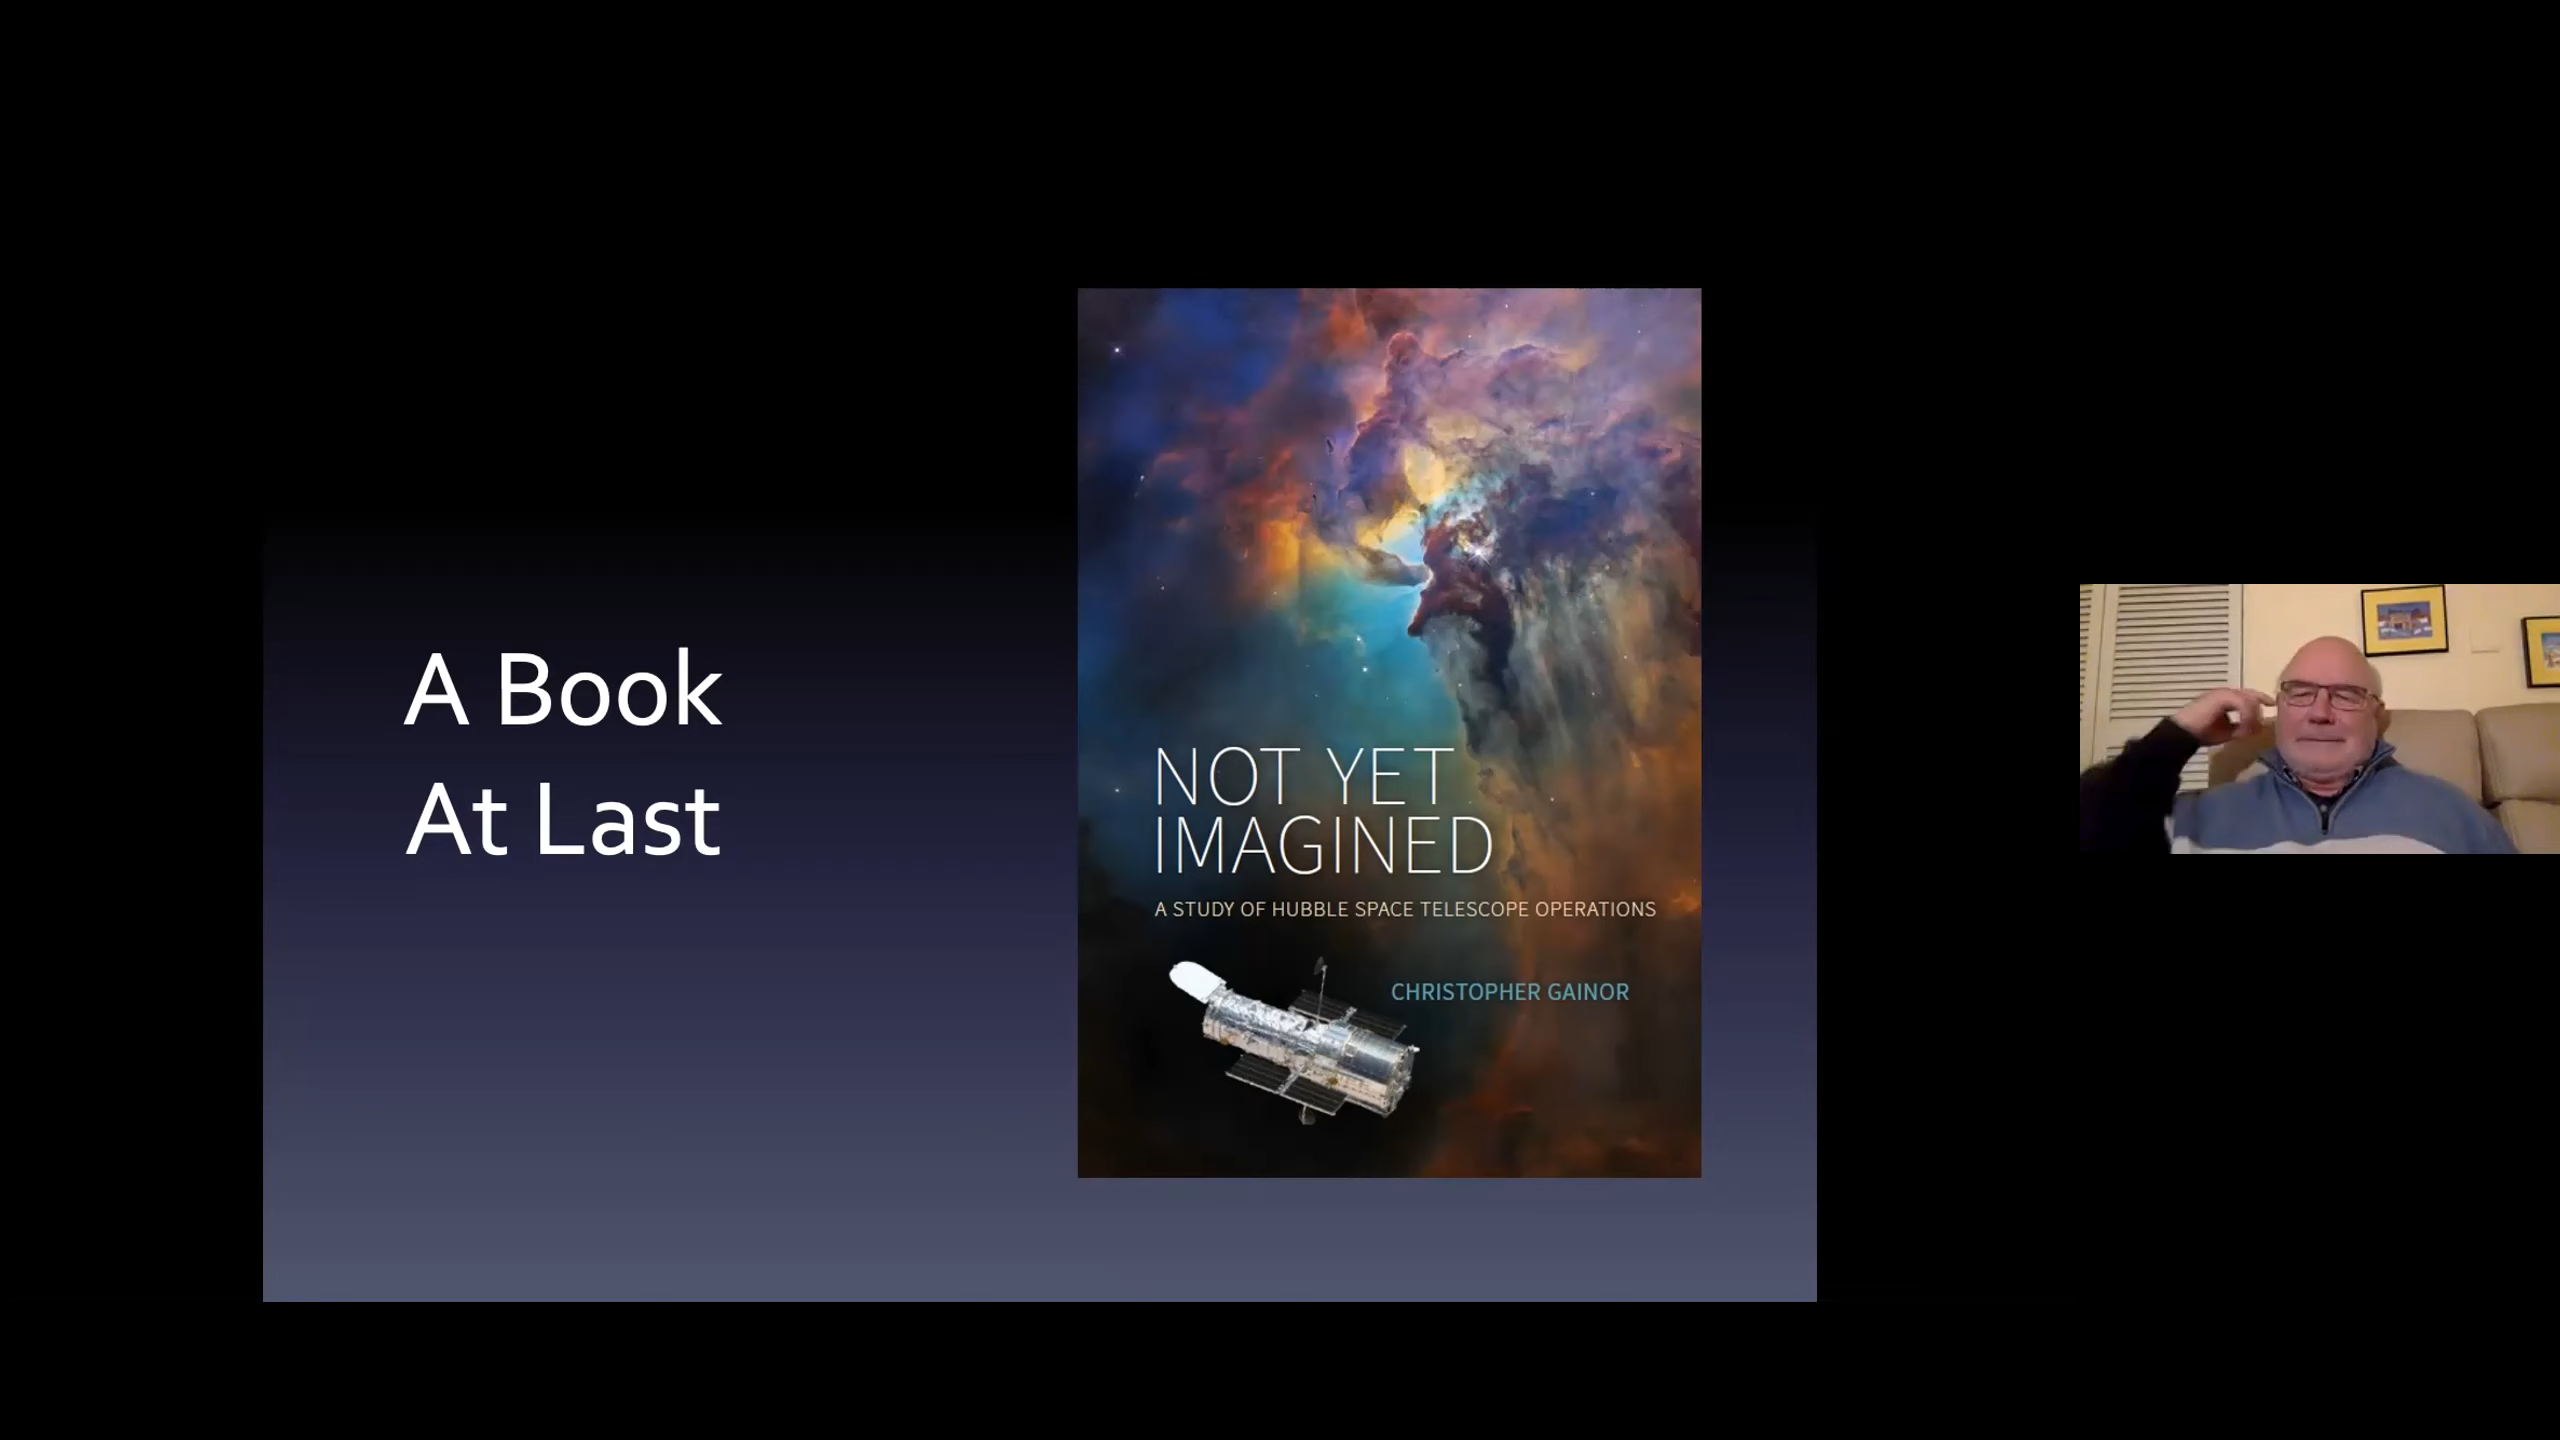 A Book
At Last
NOT YET
IMAGINED
A STUDY OF HUBBLE SPACE TELESCOPE OPERATIONS
CHRISTOPHER GAINOR